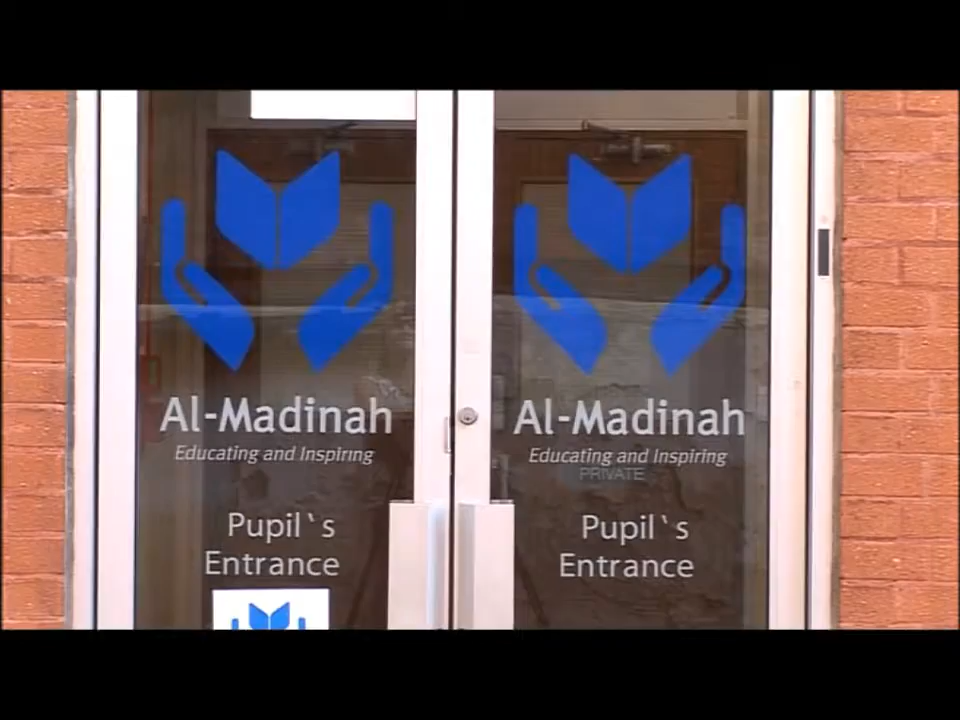 Al-Madinah
Educating and Inspiring
Pupil`s
Entrance
Al-Madinah
Educating and Inspiring
PRIVATE
Pupil`s
Entrance